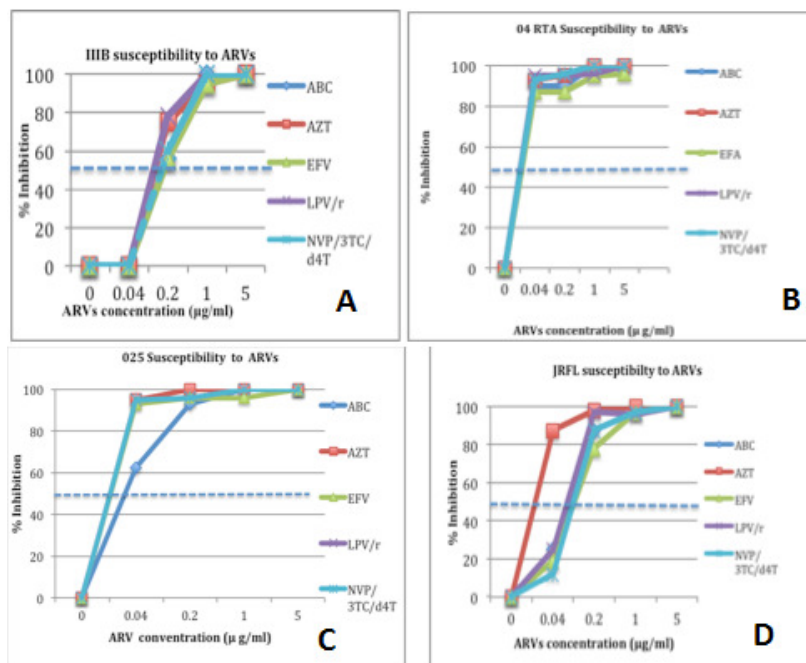 IIIB susceptibility to ARVs
% Inhibition
100
80
60
40
20
0
0 0.04 0.2 1 5
ARVs concentration (µg/ml)
ABC
AZT
EFV
LPV/r
NVP/3TC/
d4T
A
04 RTA Susceptibility to ARVs
% Inhibition
100
80
60
40
20
0
0 0.04 0.2 1 5
ARVs concentration (µ g/ml)
ABC
AZT
EFA
LPV/r
NVP/
3TC/d4T
B
025 Susceptibility to ARVs
% Inhibition
100
80
60
40
20
0
0 0.04 0.2 1 5
ARV conventration (µ g/ml)
ABC
AZT
EFV
LPV/r
NVP/
3TC/d4T
C
JRFL susceptibilty to ARVs
% Inhibition
100
80
60
40
20
0
0 0.04 0.2 1 5
ARVs concentration (µ g/ml)
ABC
AZT
EFV
LPV/r
NVP/
3TC/d4T
D